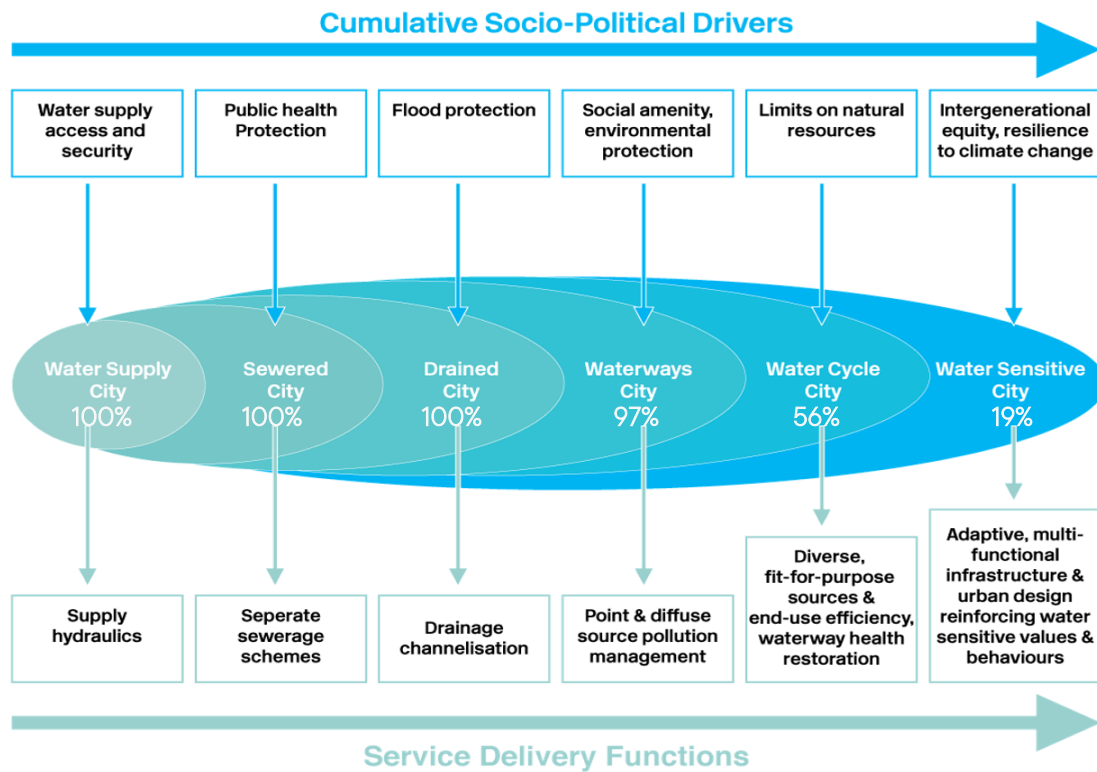 Cumulative Socio-Political Drivers
Water supply
access and
security
Public health
Protection
Flood protection
Social amenity,
environmental
protection
Limits on natural
resources
Intergenerational
equity, resilience
to climate change
Water Supply
City
100%
Sewered
City
100%
Drained
City
100%
Waterways
City
97%
Water Cycle
City
56%
Water Sensitive
City
19%
Supply
hydraulics
Seperate
sewerage
schemes
Drainage
channelisation
Point & diffuse
source pollution
management
Diverse,
fit-for-purpose
sources &
end-use efficiency,
waterway health
restoration
Adaptive, multi-
functional
infrastructure &
urban design
reinforcing water
sensitive values &
behaviours
Service Delivery Functions